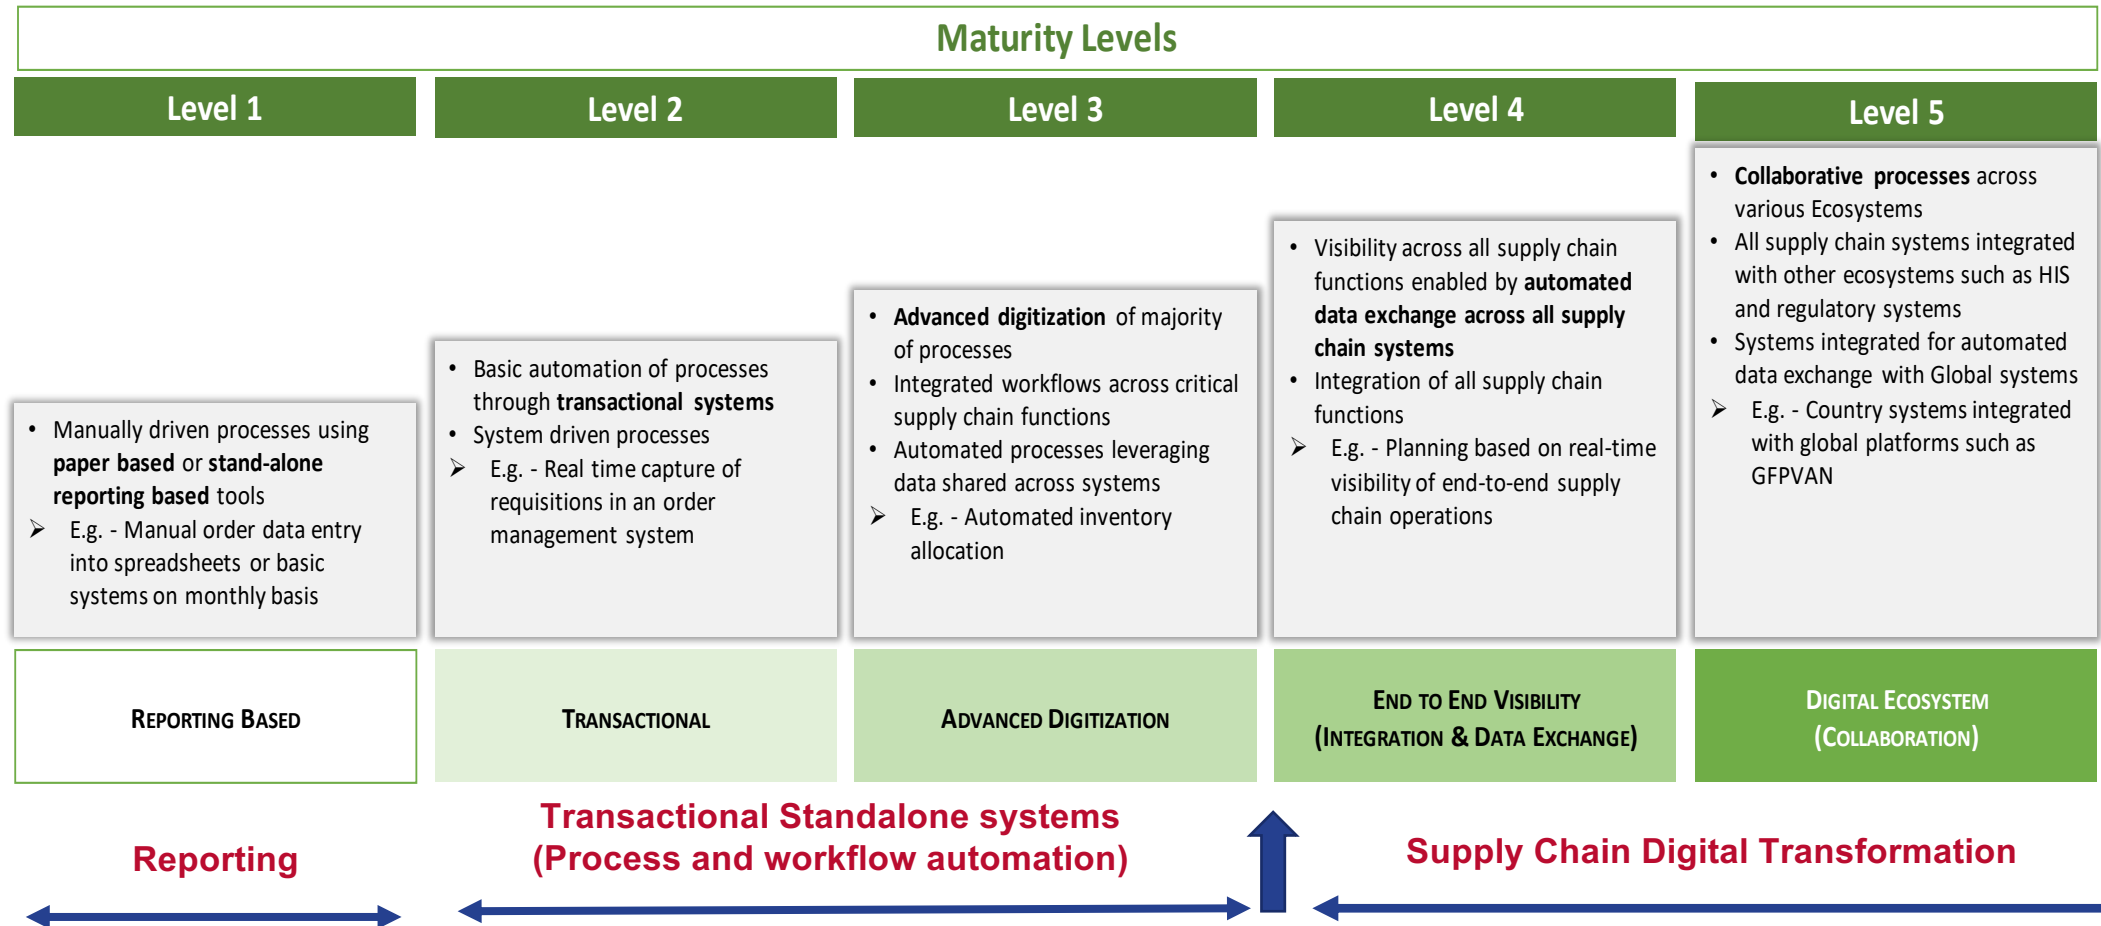 Maturity Levels
Level 1
• Manually driven processes using
paper based or stand-alone
reporting based tools
➢ E.g. - Manual order data entry
into spreadsheets or basic
systems on monthly basis
REPORTING BASED
Level 2
• Basic automation of processes
through transactional systems
• System driven processes
➢ E.g. - Real time capture of
requisitions in an order
management system
TRANSACTIONAL
Level 3
• Advanced digitization of majority
of processes
• Integrated workflows across critical
supply chain functions
• Automated processes leveraging
data shared across systems
➢ E.g. - Automated inventory
allocation
ADVANCED DIGITIZATION
Level 4
• Visibility across all supply chain
functions enabled by automated
data exchange across all supply
chain systems
• Integration of all supply chain
functions
➢ E.g. - Planning based on real-time
visibility of end-to-end supply
chain operations
END TO END VISIBILITY
(INTEGRATION & DATA EXCHANGE)
Level 5
• Collaborative processes across
various Ecosystems
• All supply chain systems integrated
with other ecosystems such as HIS
and regulatory systems
• Systems integrated for automated
data exchange with Global systems
➢ E.g. - Country systems integrated
with global platforms such as
GFPVAN
DIGITAL ECOSYSTEM
(COLLABORATION)
Reporting
Transactional Standalone systems
(Process and workflow automation)
Supply Chain Digital Transformation